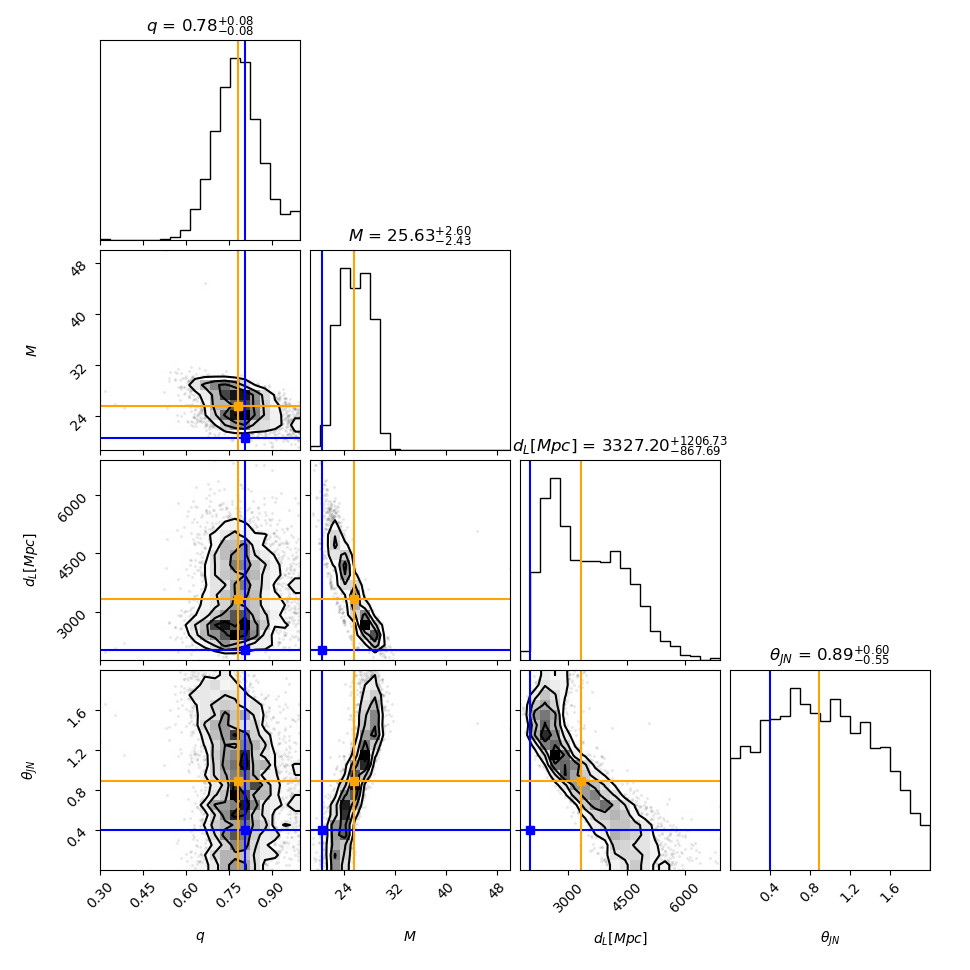 q = 0.78+0.08−0.08
M = 25.63+2.60−2.43
48
40
32
24
M
d_L[Mpc] = 3327.20+1206.73−867.69
6000
4500
3000
d_L[Mpc]
θ_JN = 0.89+0.60−0.55
1.6
1.2
0.8
0.4
θ_JN
0.30 0.45 0.60 0.75 0.90
24 32 40 48
3000 4500 6000
0.4 0.8 1.2 1.6
q M d_L[Mpc] θ_JN